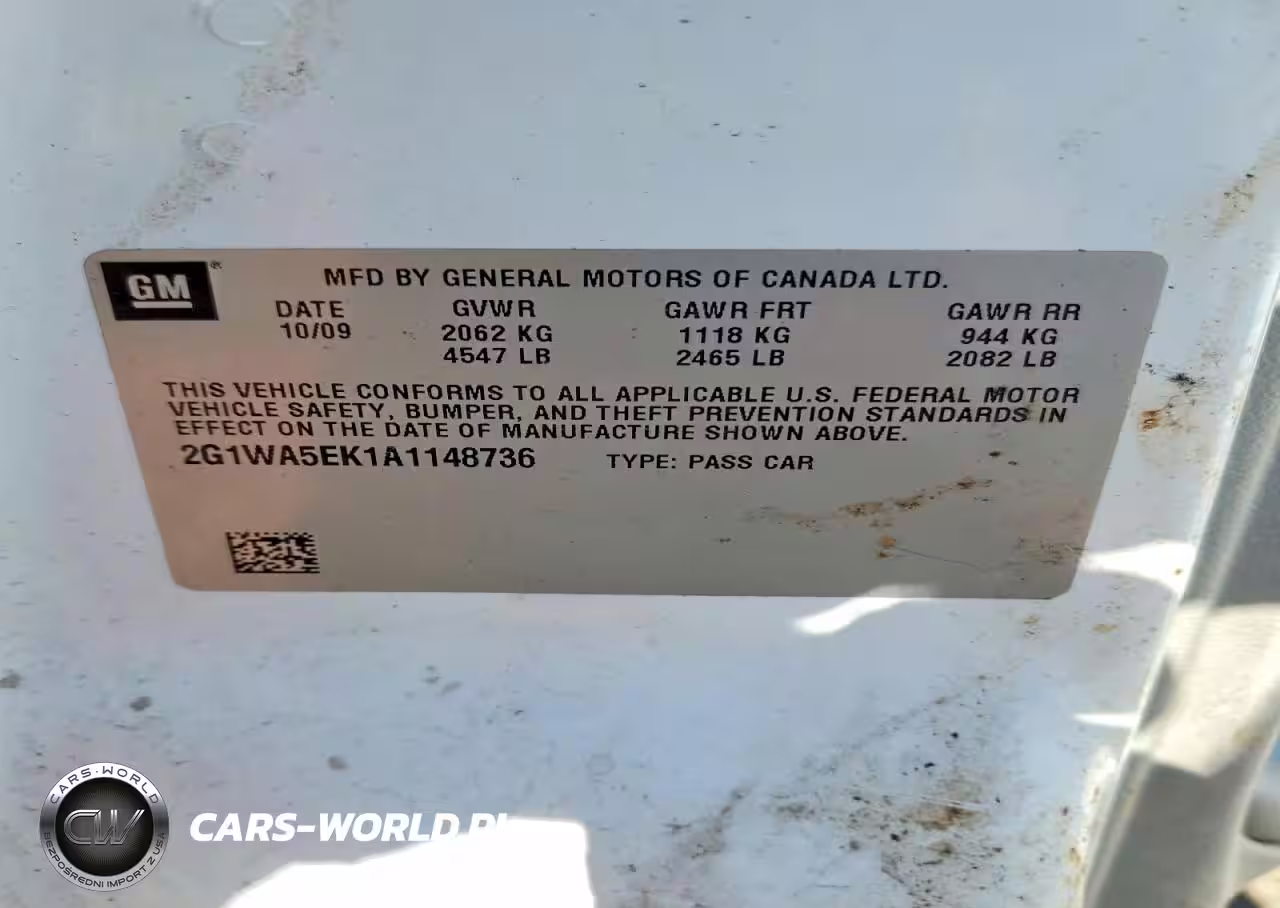 GM
MFD BY GENERAL MOTORS OF CANADA LTD.
DATE GVWR GAWR FRT GAWR RR
10/09 2062 KG 1118 KG 944 KG
4547 LB 2465 LB 2082 LB
THIS VEHICLE CONFORMS TO ALL APPLICABLE U.S. FEDERAL MOTOR
VEHICLE SAFETY, BUMPER, AND THEFT PREVENTION STANDARDS IN
EFFECT ON THE DATE OF MANUFACTURE SHOWN ABOVE.
2G1WA5EK1A1148736 TYPE: PASS CAR
CARS-WORLD
CW
BEZPOŚREDNI IMPORT Z USA
CARS-WORLD.PL